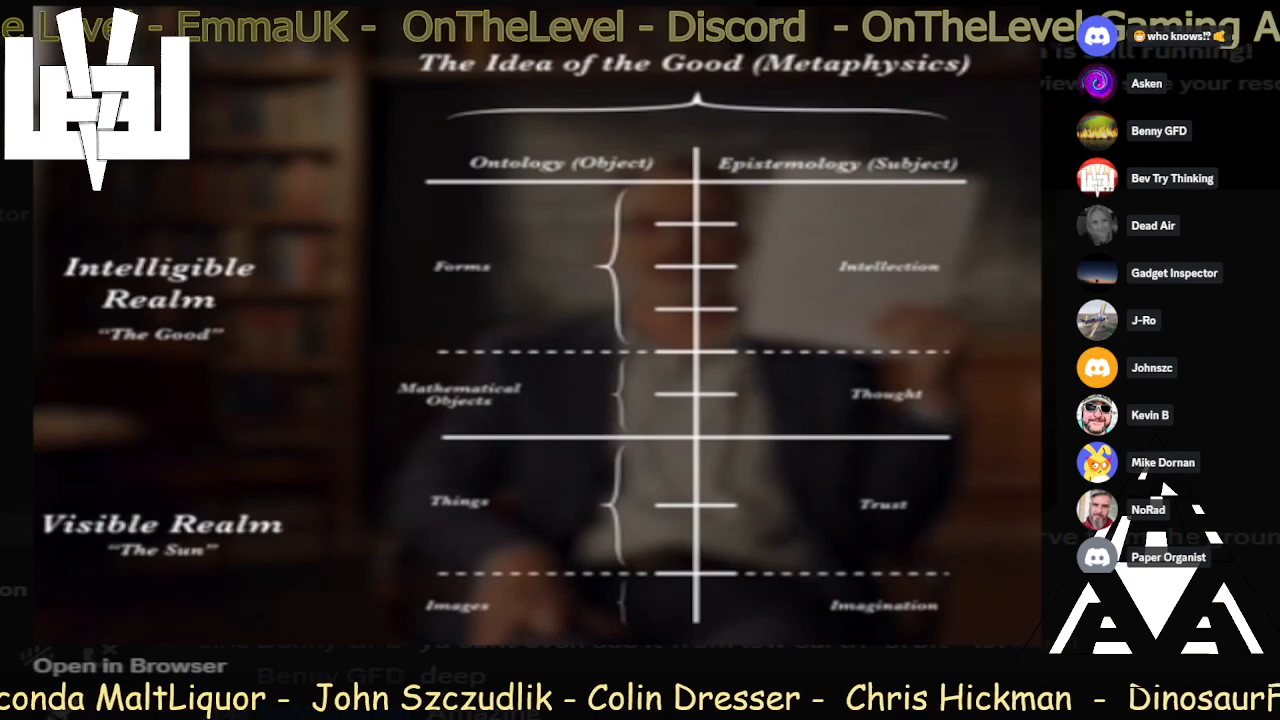 e Level - EmmaUK - OnTheLevel - Discord - OnTheLevel Gaming A
The Idea of the Good (Metaphysics)
Ontology (Object)
Epistemology (Subject)
Intelligible
Realm
"The Good"
Forms
Intellection
Mathematical
Objects
Thought
Visible Realm
"The Sun"
Things
Trust
Images
Imagination
who knows!?
Asken
Benny GFD
Bev Try Thinking
Dead Air
Gadget Inspector
J-Ro
Johnszc
Kevin B
Mike Dornan
NoRad
Paper Organist
Open in Browser
Benny GFD deep
conda MaltLiquor - John Szczudlik - Colin Dresser - Chris Hickman - DinosaurF